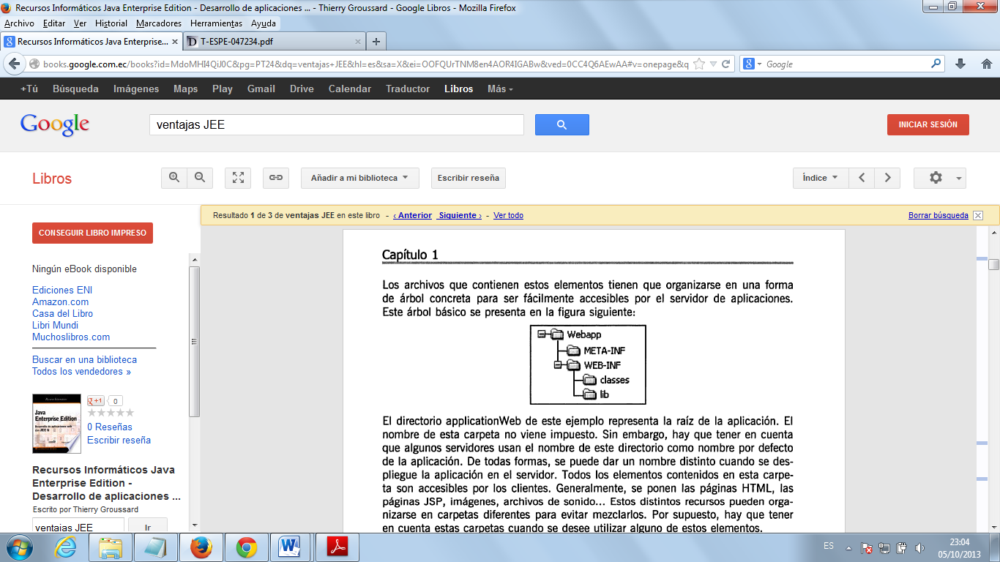 Recursos Informáticos Java Enterprise Edition - Desarrollo de aplicaciones ... - Thierry Groussard - Google Libros - Mozilla Firefox
Archivo Editar Ver Historial Marcadores Herramientas Ayuda
Recursos Informáticos Java Enterprise... T-ESPE-047234.pdf
books.google.com.ec/books?id=MdoMHI4QiJ0C&pg=PT24&dq=ventajas+JEE&hl=es&sa=X&ei=OOFQUrTNM8en4AOR4IGABw&ved=0CC4Q6AEwAA#v=onepage&q Google
+Tú Búsqueda Imágenes Maps Play Gmail Drive Calendar Traductor Libros Más
Google ventajas JEE INICIAR SESIÓN
Libros Añadir a mi biblioteca Escribir reseña Índice
Resultado 1 de 3 de ventajas JEE en este libro - ‹ Anterior Siguiente › - Ver todo Borrar búsqueda
CONSEGUIR LIBRO IMPRESO
Ningún eBook disponible
Ediciones ENI
Amazon.com
Casa del Libro
Libri Mundi
Muchoslibros.com
Buscar en una biblioteca
Todos los vendedores »
Java
Enterprise Edition
+1 0
0 Reseñas
Escribir reseña
Recursos Informáticos Java
Enterprise Edition -
Desarrollo de aplicaciones ...
Escrito por Thierry Groussard
ventajas JEE Ir
Capítulo 1
Los archivos que contienen estos elementos tienen que organizarse en una forma
de árbol concreta para ser fácilmente accesibles por el servidor de aplicaciones.
Este árbol básico se presenta en la figura siguiente:
Webapp
META-INF
WEB-INF
classes
lib
El directorio applicationWeb de este ejemplo representa la raíz de la aplicación. El
nombre de esta carpeta no viene impuesto. Sin embargo, hay que tener en cuenta
que algunos servidores usan el nombre de este directorio como nombre por defecto
de la aplicación. De todas formas, se puede dar un nombre distinto cuando se des-
pliegue la aplicación en el servidor. Todos los elementos contenidos en esta carpe-
ta son accesibles por los clientes. Generalmente, se ponen las páginas HTML, las
páginas JSP, imágenes, archivos de sonido... Estos distintos recursos pueden orga-
nizarse en carpetas diferentes para evitar mezclarlos. Por supuesto, hay que tener
en cuenta estas carpetas cuando se desee utilizar alguno de estos elementos.
ES 23:04
05/10/2013